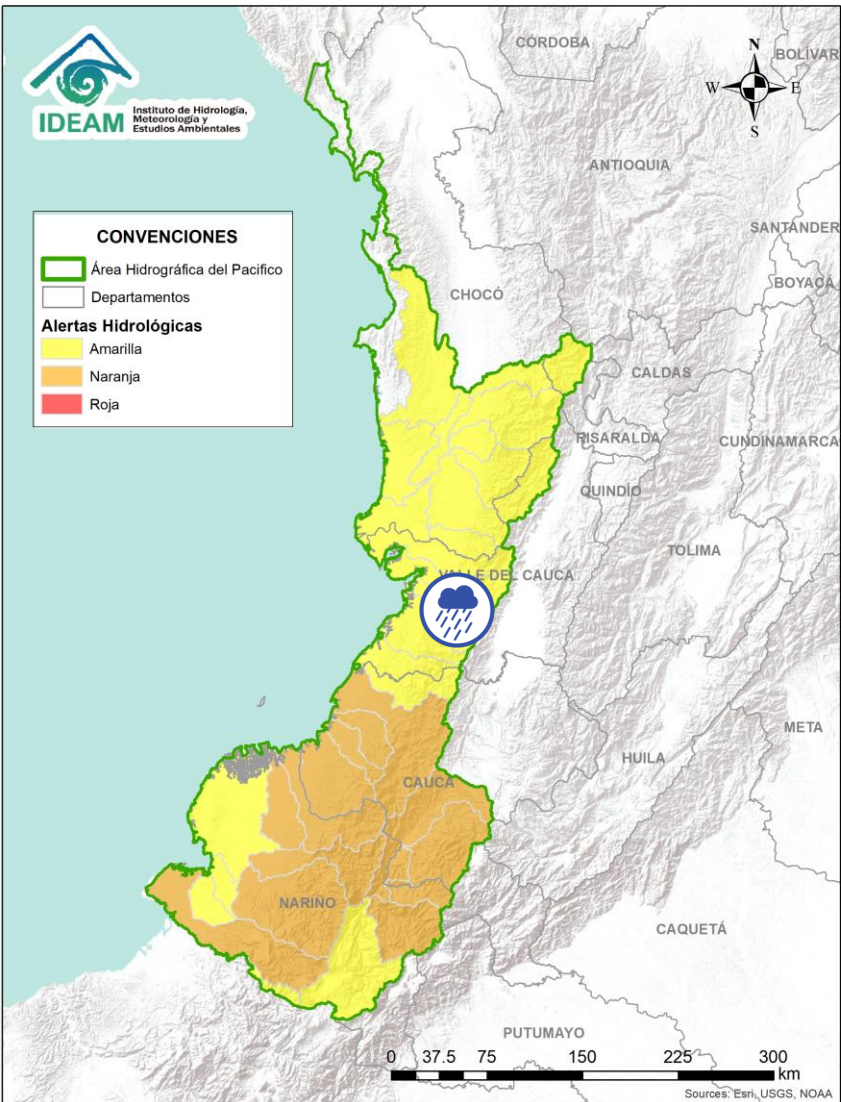 IDEAM
Instituto de Hidrología,
Meteorología y
Estudios Ambientales
N
W
E
S
CONVENCIONES
Área Hidrográfica del Pacifico
Departamentos
Alertas Hidrológicas
Amarilla
Naranja
Roja
CÓRDOBA
BOLÍVAR
ANTIOQUIA
SANTANDER
BOYACÁ
CHOCÓ
CALDAS
RISARALDA
CUNDINAMARCA
QUINDÍO
TOLIMA
VALLE DEL CAUCA
META
HUILA
CAUCA
NARIÑO
CAQUETÁ
PUTUMAYO
0 37.5 75 150 225 300
km
Sources: Esri, USGS, NOAA